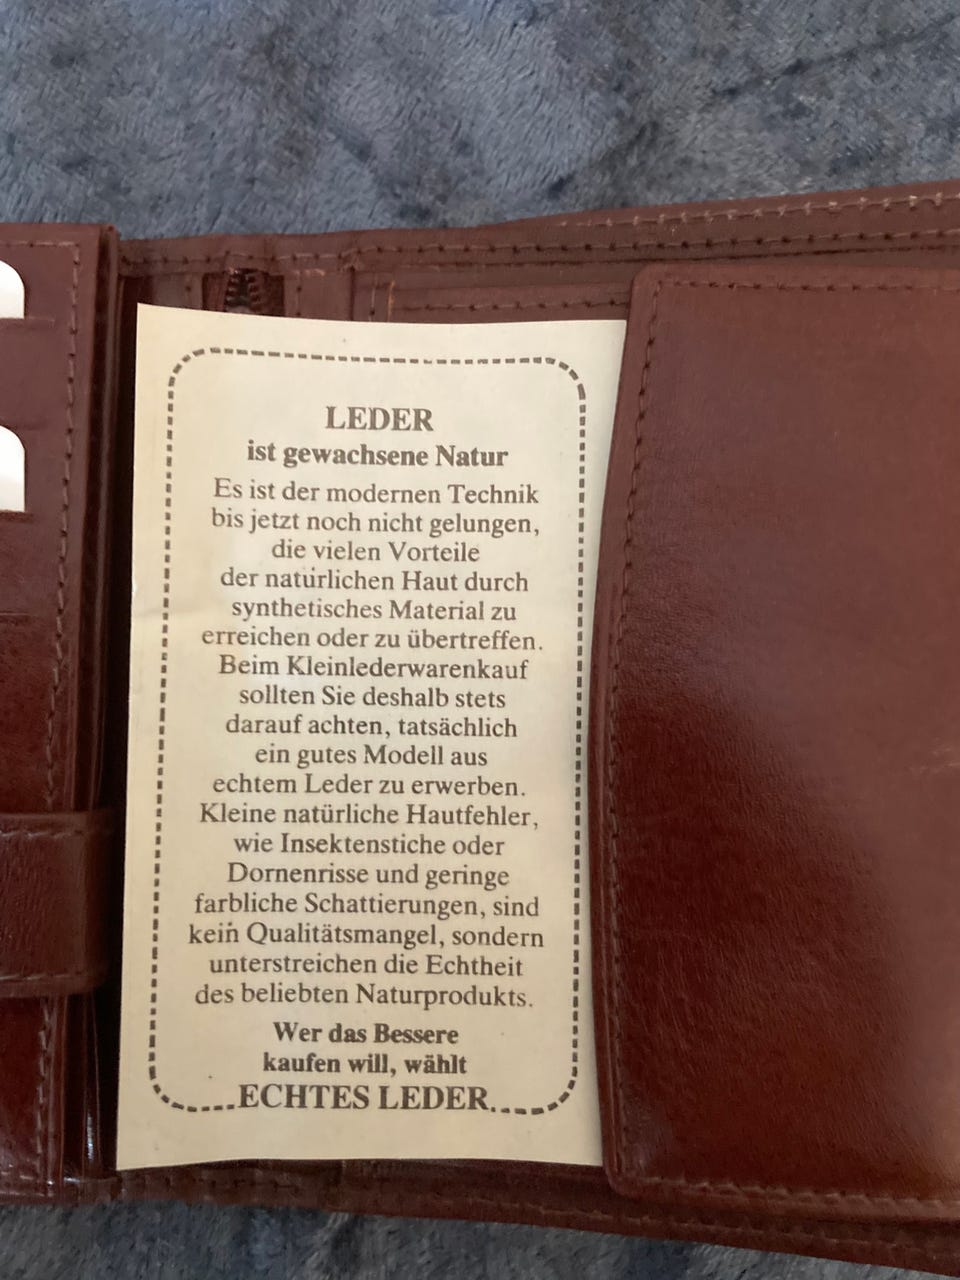 LEDER
ist gewachsene Natur
Es ist der modernen Technik
bis jetzt noch nicht gelungen,
die vielen Vorteile
der natürlichen Haut durch
synthetisches Material zu
erreichen oder zu übertreffen.
Beim Kleinlederwarenkauf
sollten Sie deshalb stets
darauf achten, tatsächlich
ein gutes Modell aus
echtem Leder zu erwerben.
Kleine natürliche Hautfehler,
wie Insektenstiche oder
Dornenrisse und geringe
farbliche Schattierungen, sind
kein Qualitätsmangel, sondern
unterstreichen die Echtheit
des beliebten Naturprodukts.
Wer das Bessere
kaufen will, wählt
ECHTES LEDER